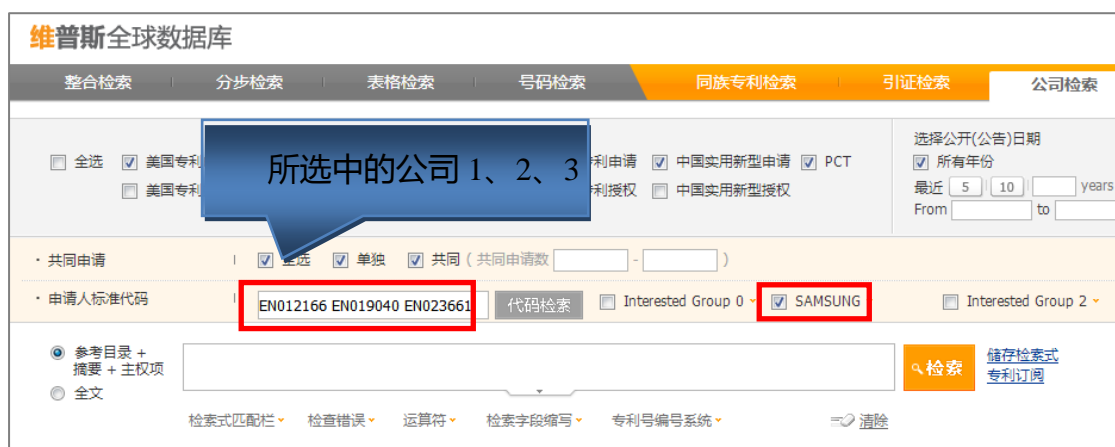 维普斯全球数据库
整合检索 分步检索 表格检索 号码检索 同族专利检索 引证检索 公司检索
选择公开(公告)日期
全选 美国专利 利申请 中国实用新型申请 PCT 所有年份
美国专利 利授权 中国实用新型授权 最近 5 10 years
From to
所选中的公司 1、2、3
· 共同申请 全选 单独 共同 ( 共同申请数 - )
· 申请人标准代码 EN012166 EN019040 EN023661 代码检索 Interested Group 0 SAMSUNG Interested Group 2
参考目录 +
摘要 + 主权项
全文
检索
储存检索式
专利订阅
检索式匹配栏 检查错误 运算符 检索字段缩写 专利号编号系统 清除